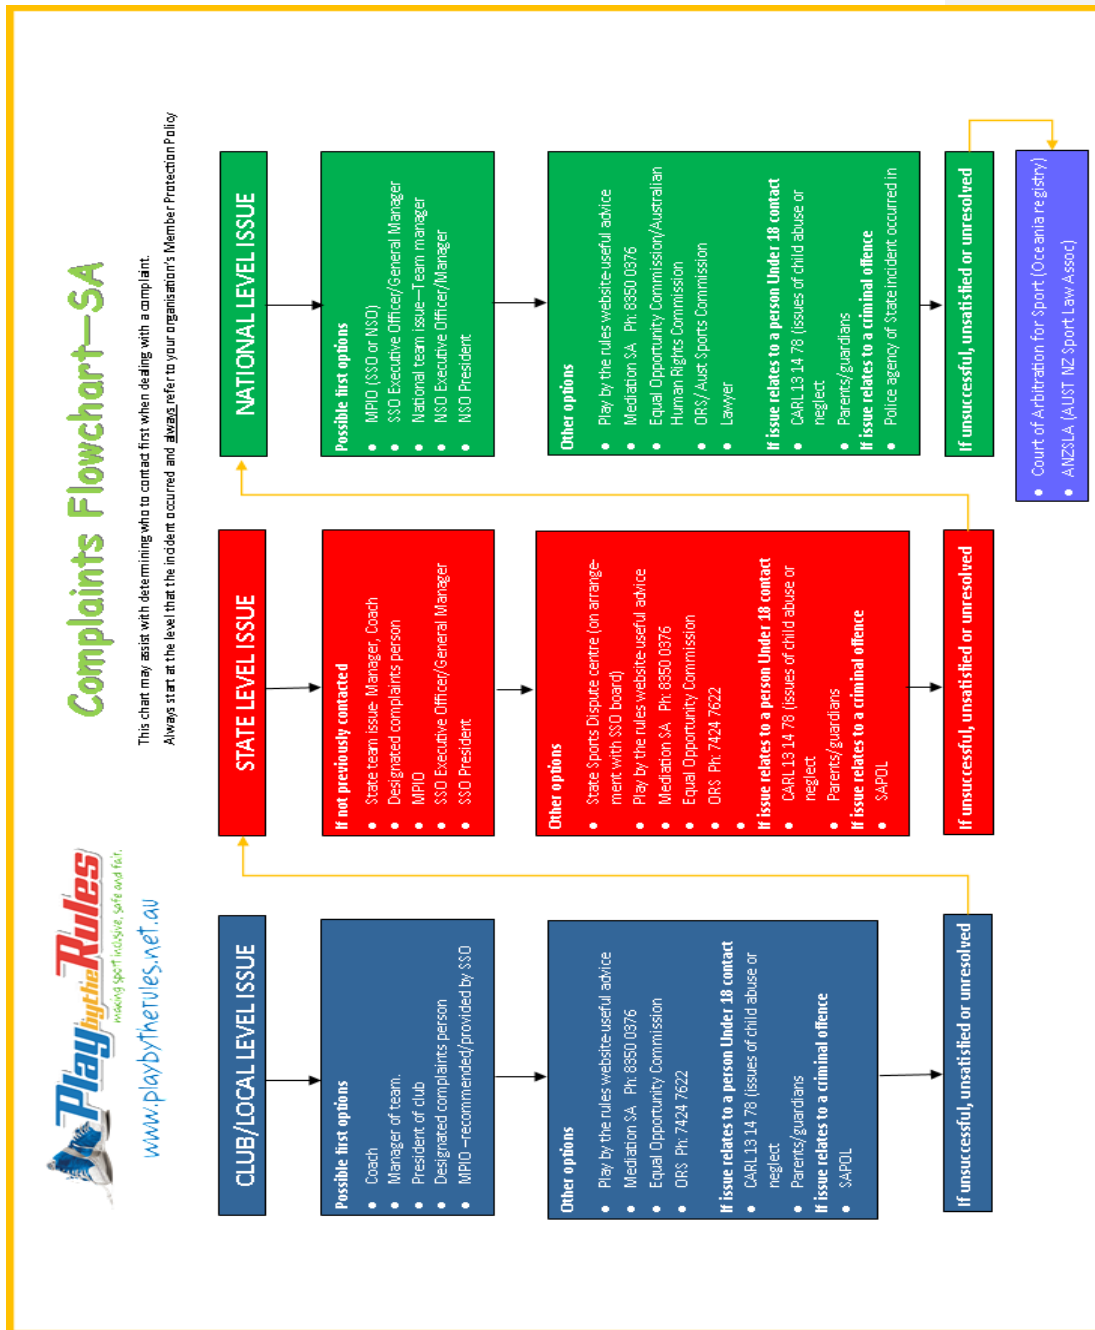 Play by the Rules
making sport inclusive, safe and fair.
www.playbytherules.net.au
Complaints Flowchart—SA
This chart may assist with determining who to contact first when dealing with a complaint.
Always start at the level that the incident occurred and always refer to your organisation's Member Protection Policy
CLUB/LOCAL LEVEL ISSUE
Possible first options
• Coach
• Manager of team.
• President of club
• Designated complaints person
• MPIO –recommended/provided by SSO
Other options
• Play by the rules website-useful advice
• Mediation SA Ph: 8350 0376
• Equal Opportunity Commission
• ORS Ph: 7424 7622
If issue relates to a person Under 18 contact
• CARL 13 14 78 (issues of child abuse or
neglect
• Parents/guardians
If issue relates to a criminal offence
• SAPOL
If unsuccessful, unsatisfied or unresolved
STATE LEVEL ISSUE
If not previously contacted
• State team issue- Manager, Coach
• Designated complaints person
• MPIO
• SSO Executive Officer/General Manager
• SSO President
Other options
• State Sports Dispute centre (on arrange-
ment with SSO board)
• Play by the rules website-useful advice
• Mediation SA Ph: 8350 0376
• Equal Opportunity Commission
• ORS Ph: 7424 7622
•
If issue relates to a person Under 18 contact
• CARL 13 14 78 (issues of child abuse or
neglect
• Parents/guardians
If issue relates to a criminal offence
• SAPOL
If unsuccessful, unsatisfied or unresolved
NATIONAL LEVEL ISSUE
Possible first options
• MPIO (SSO or NSO)
• SSO Executive Officer/General Manager
• National team issue—Team manager
• NSO Executive Officer/Manager
• NSO President
Other options
• Play by the rules website-useful advice
• Mediation SA Ph: 8350 0376
• Equal Opportunity Commission/Australian
Human Rights Commission
• ORS/Aust Sports Commission
• Lawyer
If issue relates to a person Under 18 contact
• CARL 13 14 78 (issues of child abuse or
neglect
• Parents/guardians
If issue relates to a criminal offence
• Police agency of State incident occurred in
If unsuccessful, unsatisfied or unresolved
• Court of Arbitration for Sport (Oceania registry)
• ANZSLA (AUST NZ Sport Law Assoc)